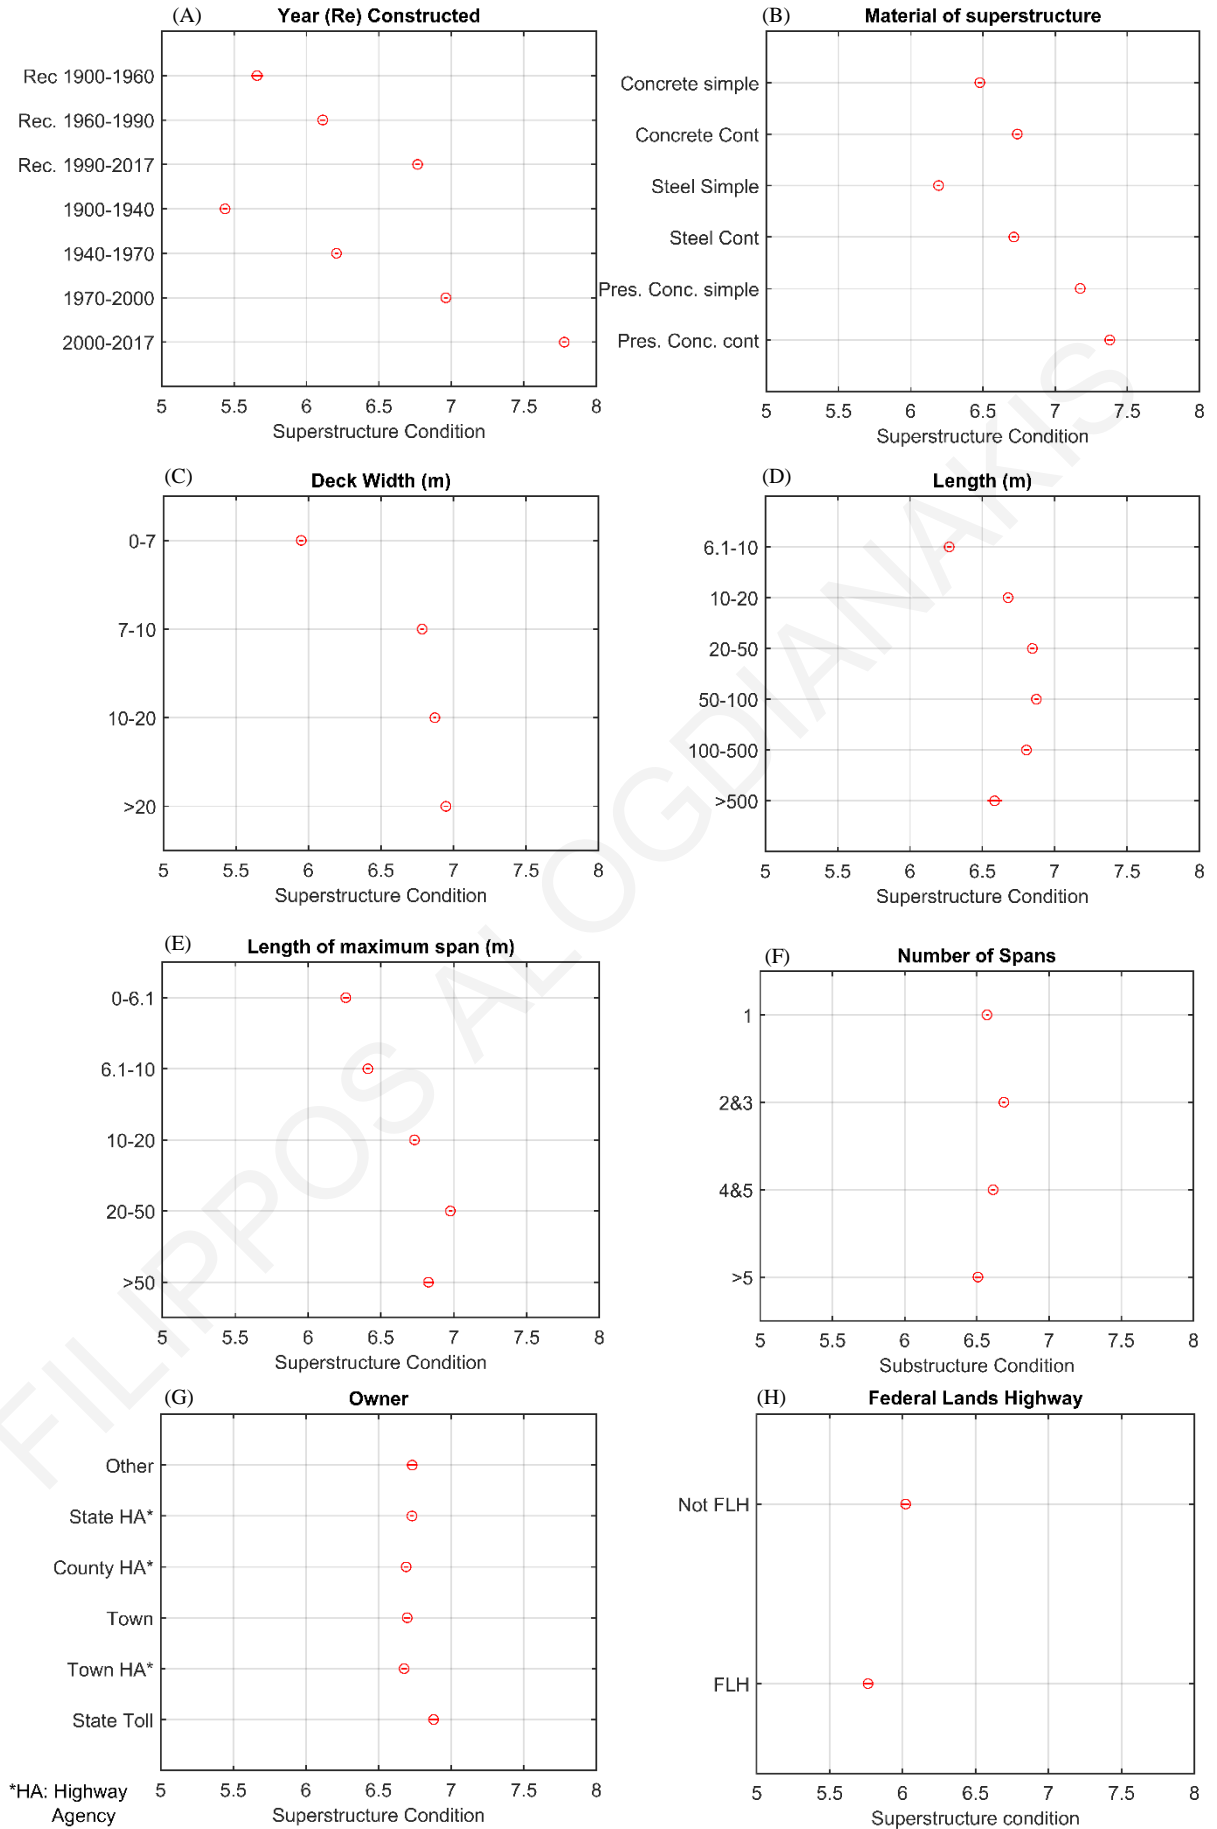 (A) Year (Re) Constructed
Rec 1900-1960
Rec. 1960-1990
Rec. 1990-2017
1900-1940
1940-1970
1970-2000
2000-2017
5 5.5 6 6.5 7 7.5 8
Superstructure Condition
(B) Material of superstructure
Concrete simple
Concrete Cont
Steel Simple
Steel Cont
Pres. Conc. simple
Pres. Conc. cont
5 5.5 6 6.5 7 7.5 8
Superstructure Condition
(C) Deck Width (m)
0-7
7-10
10-20
>20
5 5.5 6 6.5 7 7.5 8
Superstructure Condition
(D) Length (m)
6.1-10
10-20
20-50
50-100
100-500
>500
5 5.5 6 6.5 7 7.5 8
Superstructure Condition
(E) Length of maximum span (m)
0-6.1
6.1-10
10-20
20-50
>50
5 5.5 6 6.5 7 7.5 8
Superstructure Condition
(F) Number of Spans
1
2&3
4&5
>5
5 5.5 6 6.5 7 7.5 8
Substructure Condition
(G) Owner
Other
State HA*
County HA*
Town
Town HA*
State Toll
5 5.5 6 6.5 7 7.5 8
Superstructure Condition
*HA: Highway
Agency
(H) Federal Lands Highway
Not FLH
FLH
5 5.5 6 6.5 7 7.5 8
Superstructure condition
FILIPPOS ALOGDIANAKIS